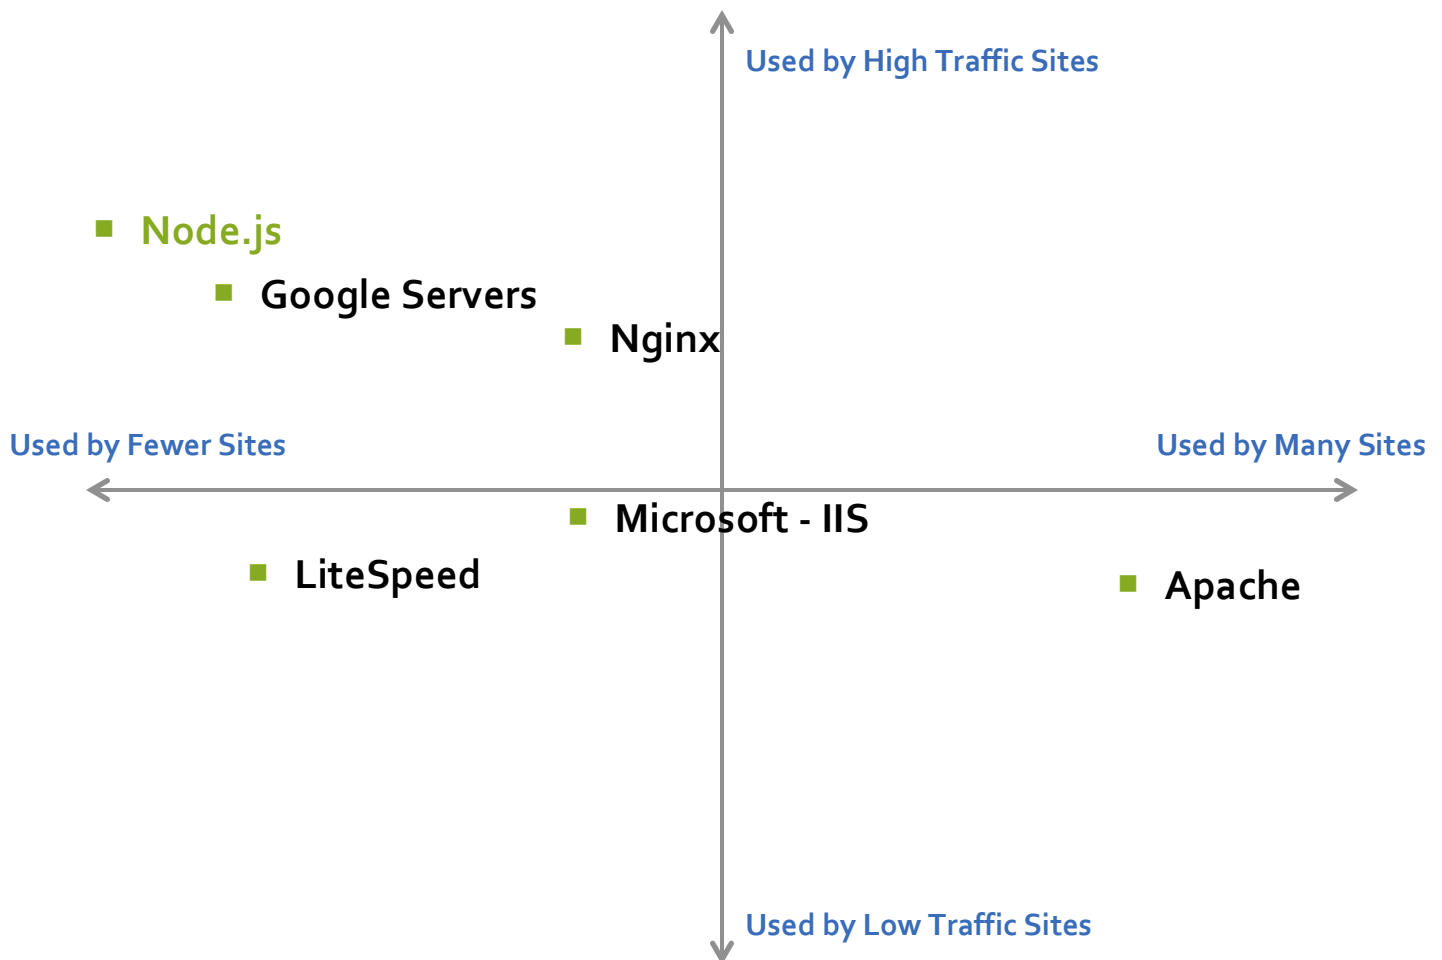 Used by High Traffic Sites
Node.js
Google Servers
Nginx
Used by Fewer Sites
Used by Many Sites
Microsoft - IIS
LiteSpeed
Apache
Used by Low Traffic Sites